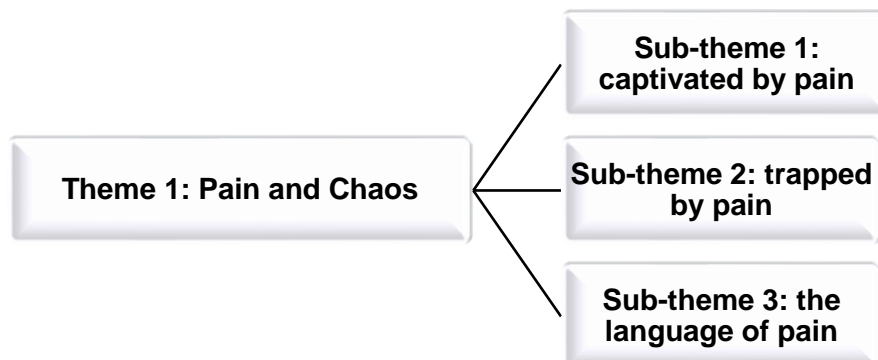 Theme 1: Pain and Chaos
Sub-theme 1:
captivated by pain
Sub-theme 2: trapped
by pain
Sub-theme 3: the
language of pain